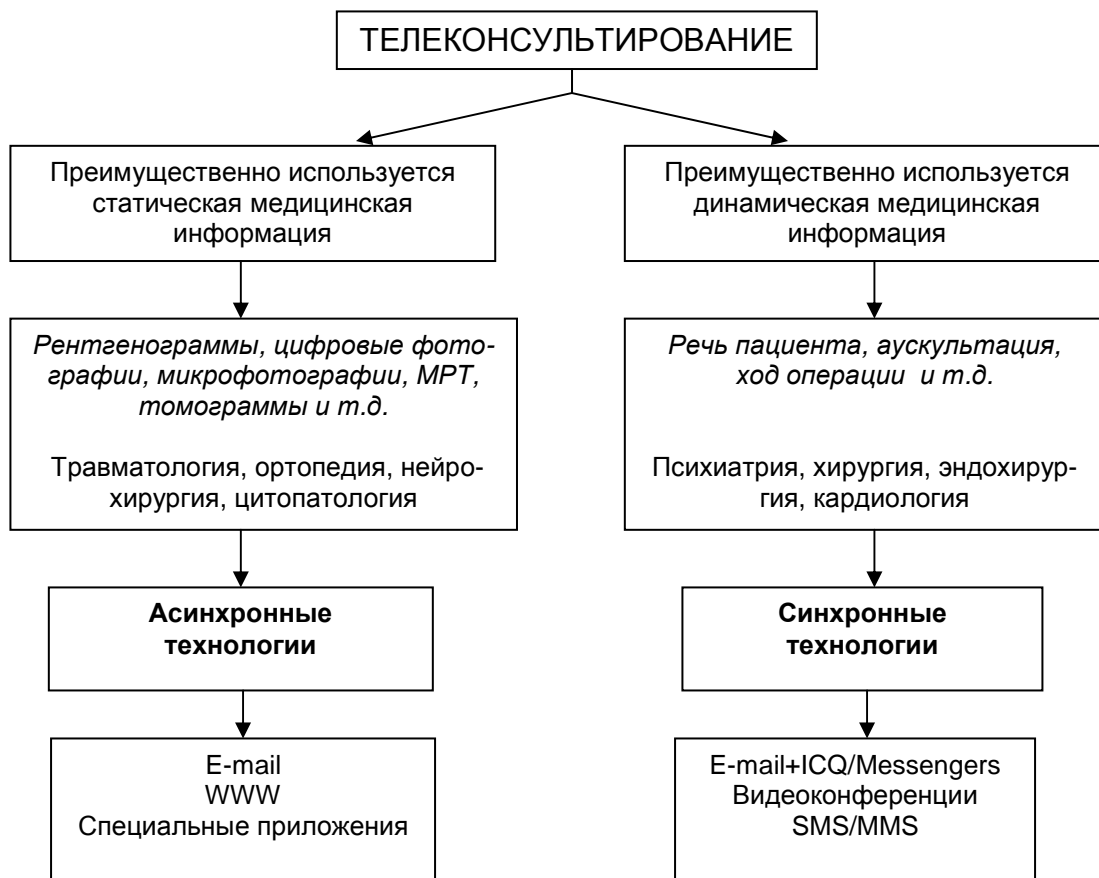 ТЕЛЕКОНСУЛЬТИРОВАНИЕ
Преимущественно используется
статическая медицинская
информация
Преимущественно используется
динамическая медицинская
информация
Рентгенограммы, цифровые фото-
графии, микрофотографии, МРТ,
томограммы и т.д.
Травматология, ортопедия, нейро-
хирургия, цитопатология
Речь пациента, аускультация,
ход операции и т.д.
Психиатрия, хирургия, эндохирур-
гия, кардиология
Асинхронные
технологии
Синхронные
технологии
E-mail
WWW
Специальные приложения
E-mail+ICQ/Messengers
Видеоконференции
SMS/MMS